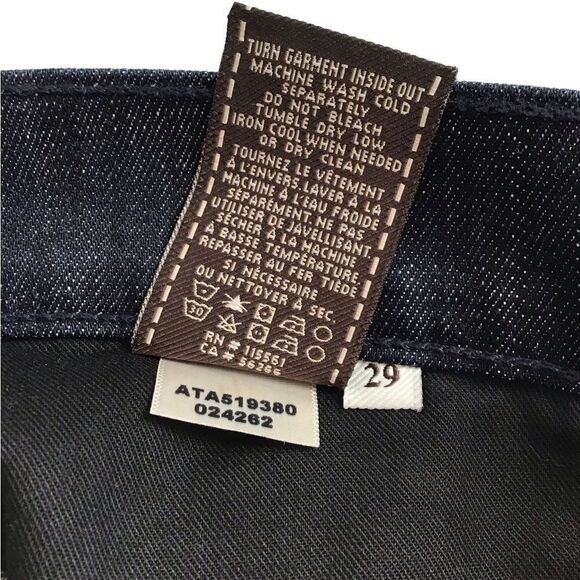 TURN GARMENT INSIDE OUT
MACHINE WASH COLD
SEPARATELY
DO NOT BLEACH
TUMBLE DRY LOW
IRON COOL WHEN NEEDED
OR DRY CLEAN
TOURNEZ LE VÊTEMENT
À L'ENVERS. LAVER À LA
MACHINE À L'EAU FROIDE
SÉPARÉMENT. NE PAS
UTILISER DE JAVELLISANT
SÉCHER À LA MACHINE
À BASSE TEMPÉRATURE
REPASSER AU FER TIÈDE
SI NÉCESSAIRE
OU NETTOYER À SEC.
30
RN # 115561
CA # 56286
29
ATA519380
024262